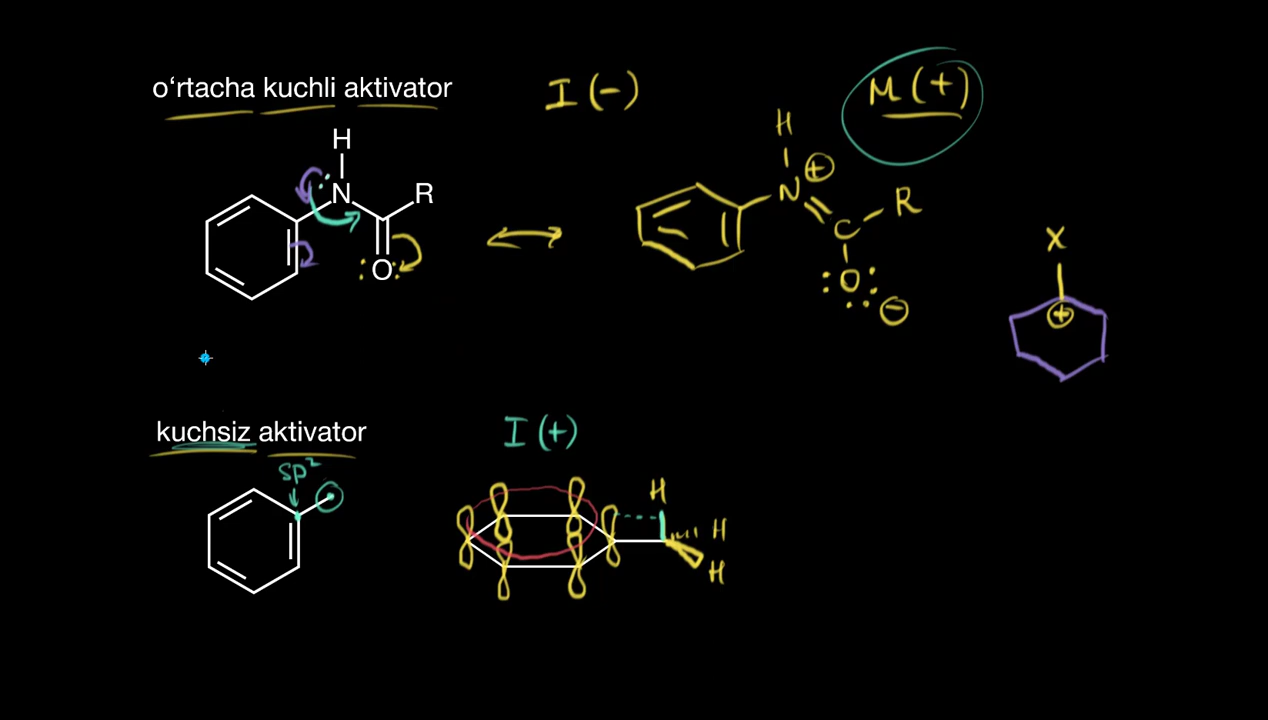 o‘rtacha kuchli aktivator
I (-)
M (+)
H
N
R
O
H
N
+
C
R
O
-
X
+
kuchsiz aktivator
I (+)
sp²
H
H
H